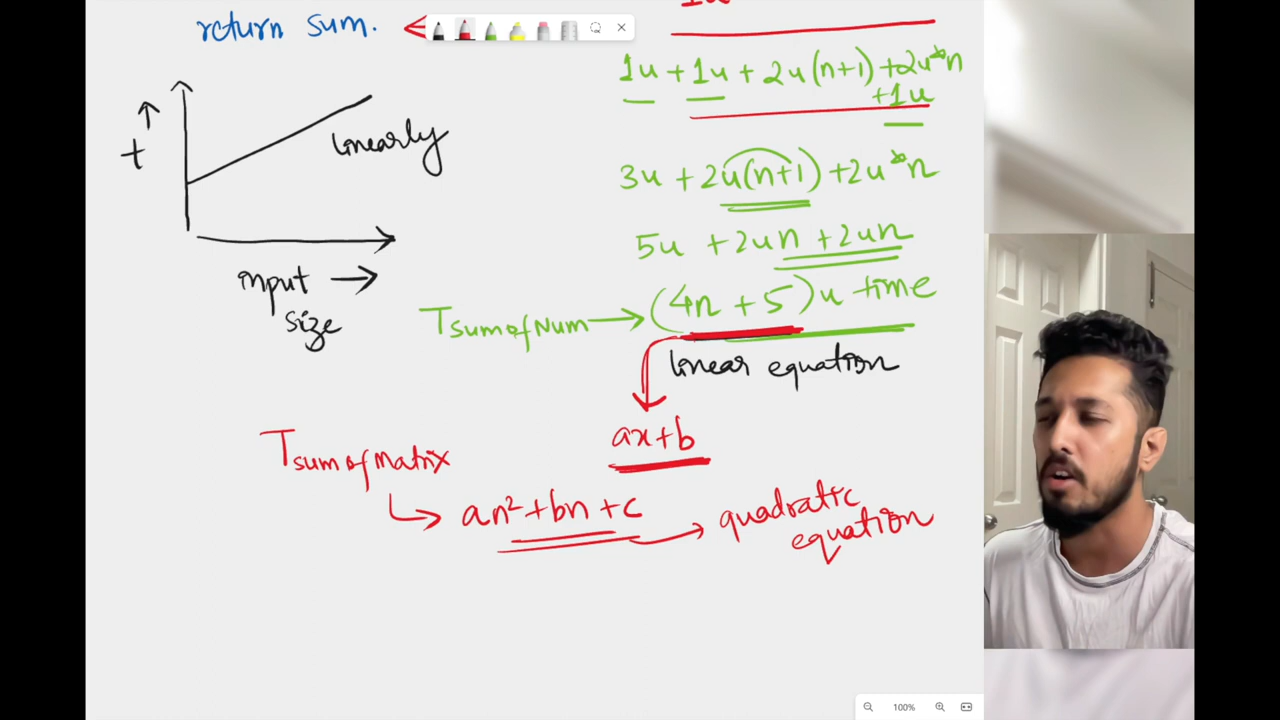 return sum.
1u + 1u + 2u(n+1) + 2u*n
+1u
3u + 2u(n+1) + 2u*n
5u + 2un + 2un
TsumofNum → (4n + 5)u time
linear equation
ax+b
t
linearly
input
size
Tsumofmatrix
an²+bn+c
quadratic
equation
100%